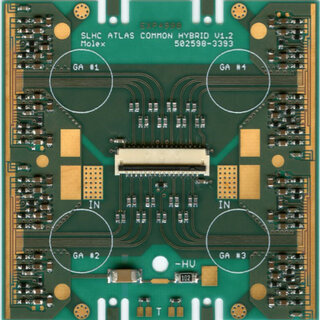 SLHC ATLAS COMMON HYBRID V1.2
Molex 502598-3393
GA #1 GA #4
IN IN
GA #2 GA #3
-HV
T